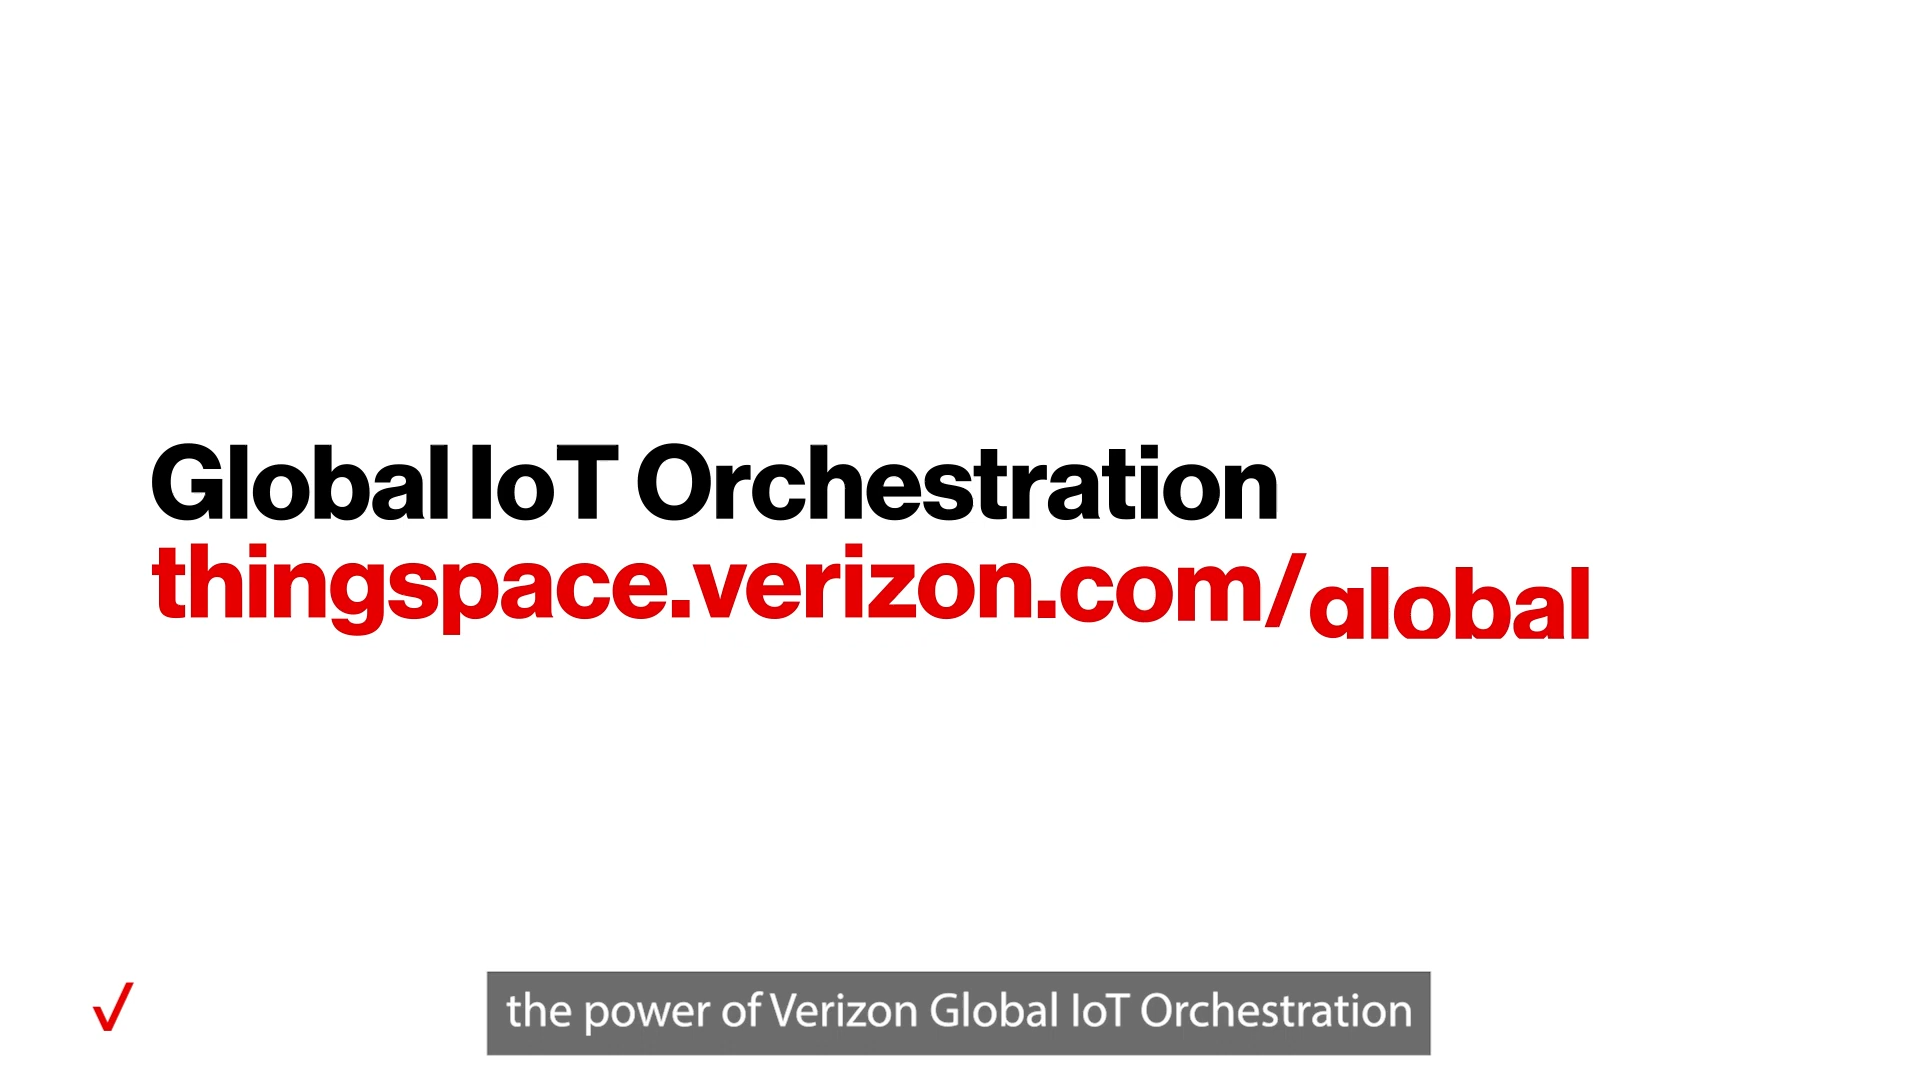 Global IoT Orchestration
thingspace.verizon.com/global
the power of Verizon Global IoT Orchestration